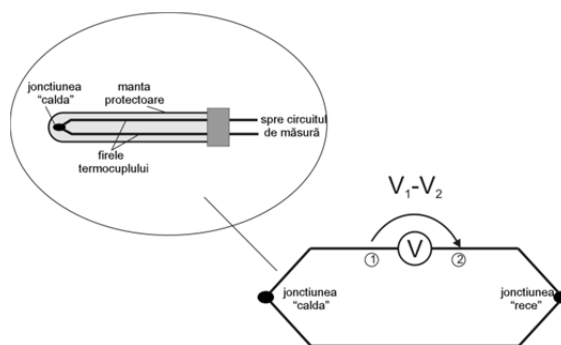 jonctiunea
"calda"
manta
protectoare
spre circuitul
de măsură
firele
termocuplului
V1-V2
V
1
2
jonctiunea
"calda"
jonctiunea
"rece"